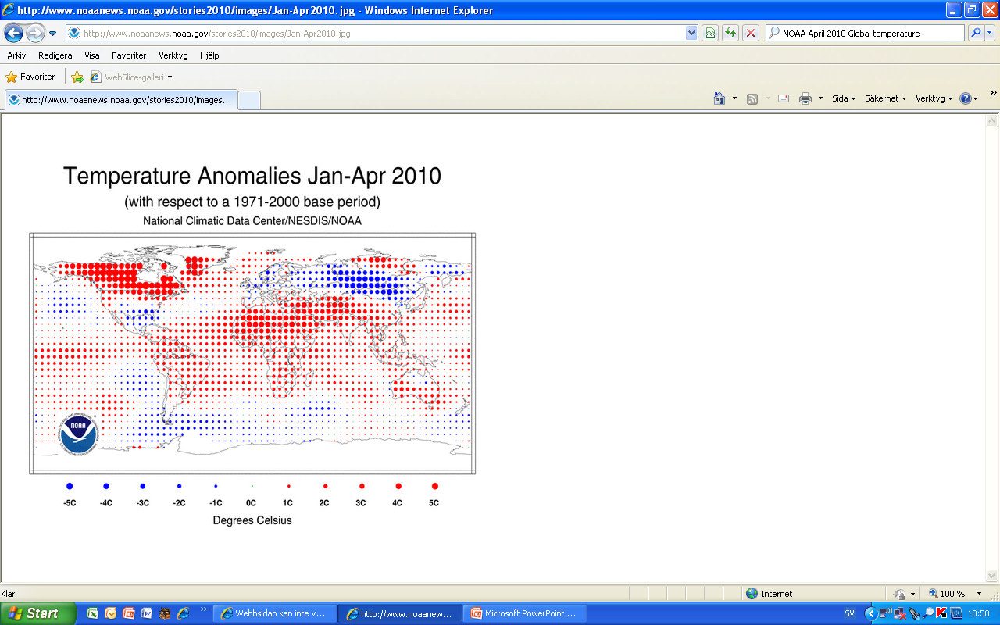 http://www.noaanews.noaa.gov/stories2010/images/Jan-Apr2010.jpg - Windows Internet Explorer
http://www.noaanews.noaa.gov/stories2010/images/Jan-Apr2010.jpg
NOAA April 2010 Global temperature
Arkiv Redigera Visa Favoriter Verktyg Hjälp
Favoriter WebSlice-galleri
http://www.noaanews.noaa.gov/stories2010/images... Sida Säkerhet Verktyg »
Temperature Anomalies Jan-Apr 2010
(with respect to a 1971-2000 base period)
National Climatic Data Center/NESDIS/NOAA
NOAA
-5C -4C -3C -2C -1C 0C 1C 2C 3C 4C 5C
Degrees Celsius
Klar Internet 100 %
Start » Webbsidan kan inte v... http://www.noaanew... Microsoft PowerPoint ... SV 18:58